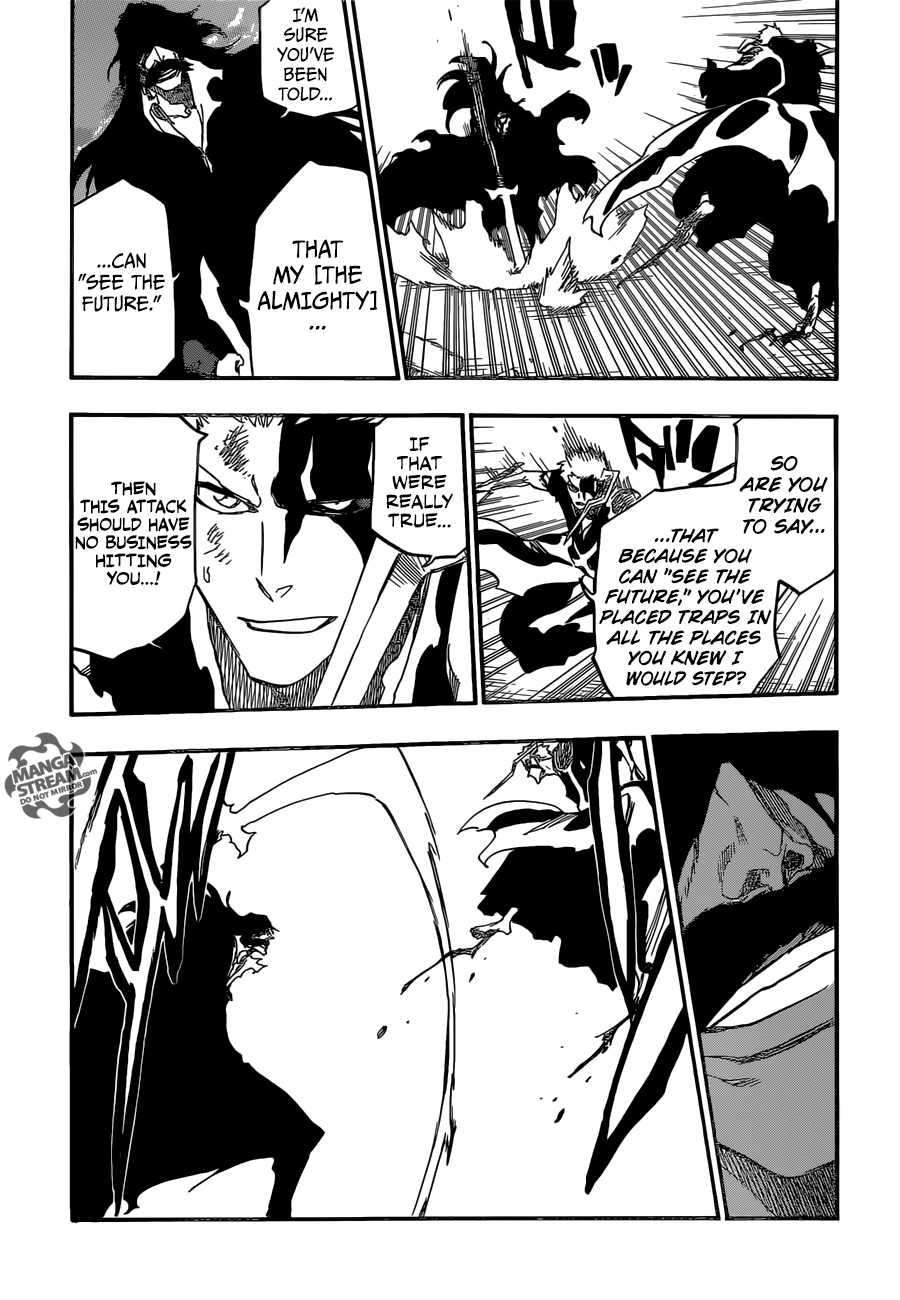 I'M
SURE
YOU'VE
BEEN
TOLD...
THAT
MY [THE
ALMIGHTY]
...
...CAN
"SEE THE
FUTURE."
SO
ARE YOU
TRYING
TO SAY...
...THAT
BECAUSE YOU
CAN "SEE THE
FUTURE," YOU'VE
PLACED TRAPS IN
ALL THE PLACES
YOU KNEW I
WOULD STEP?
IF
THAT
WERE
REALLY
TRUE...
THEN
THIS ATTACK
SHOULD HAVE
NO BUSINESS
HITTING
YOU...!
MANGA
STREAM.com
DO NOT MIRROR